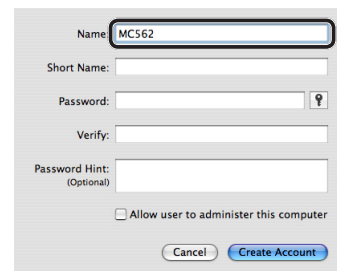 Name: MC562
Short Name:
Password:
Verify:
Password Hint:
(Optional)
Allow user to administer this computer
Cancel Create Account